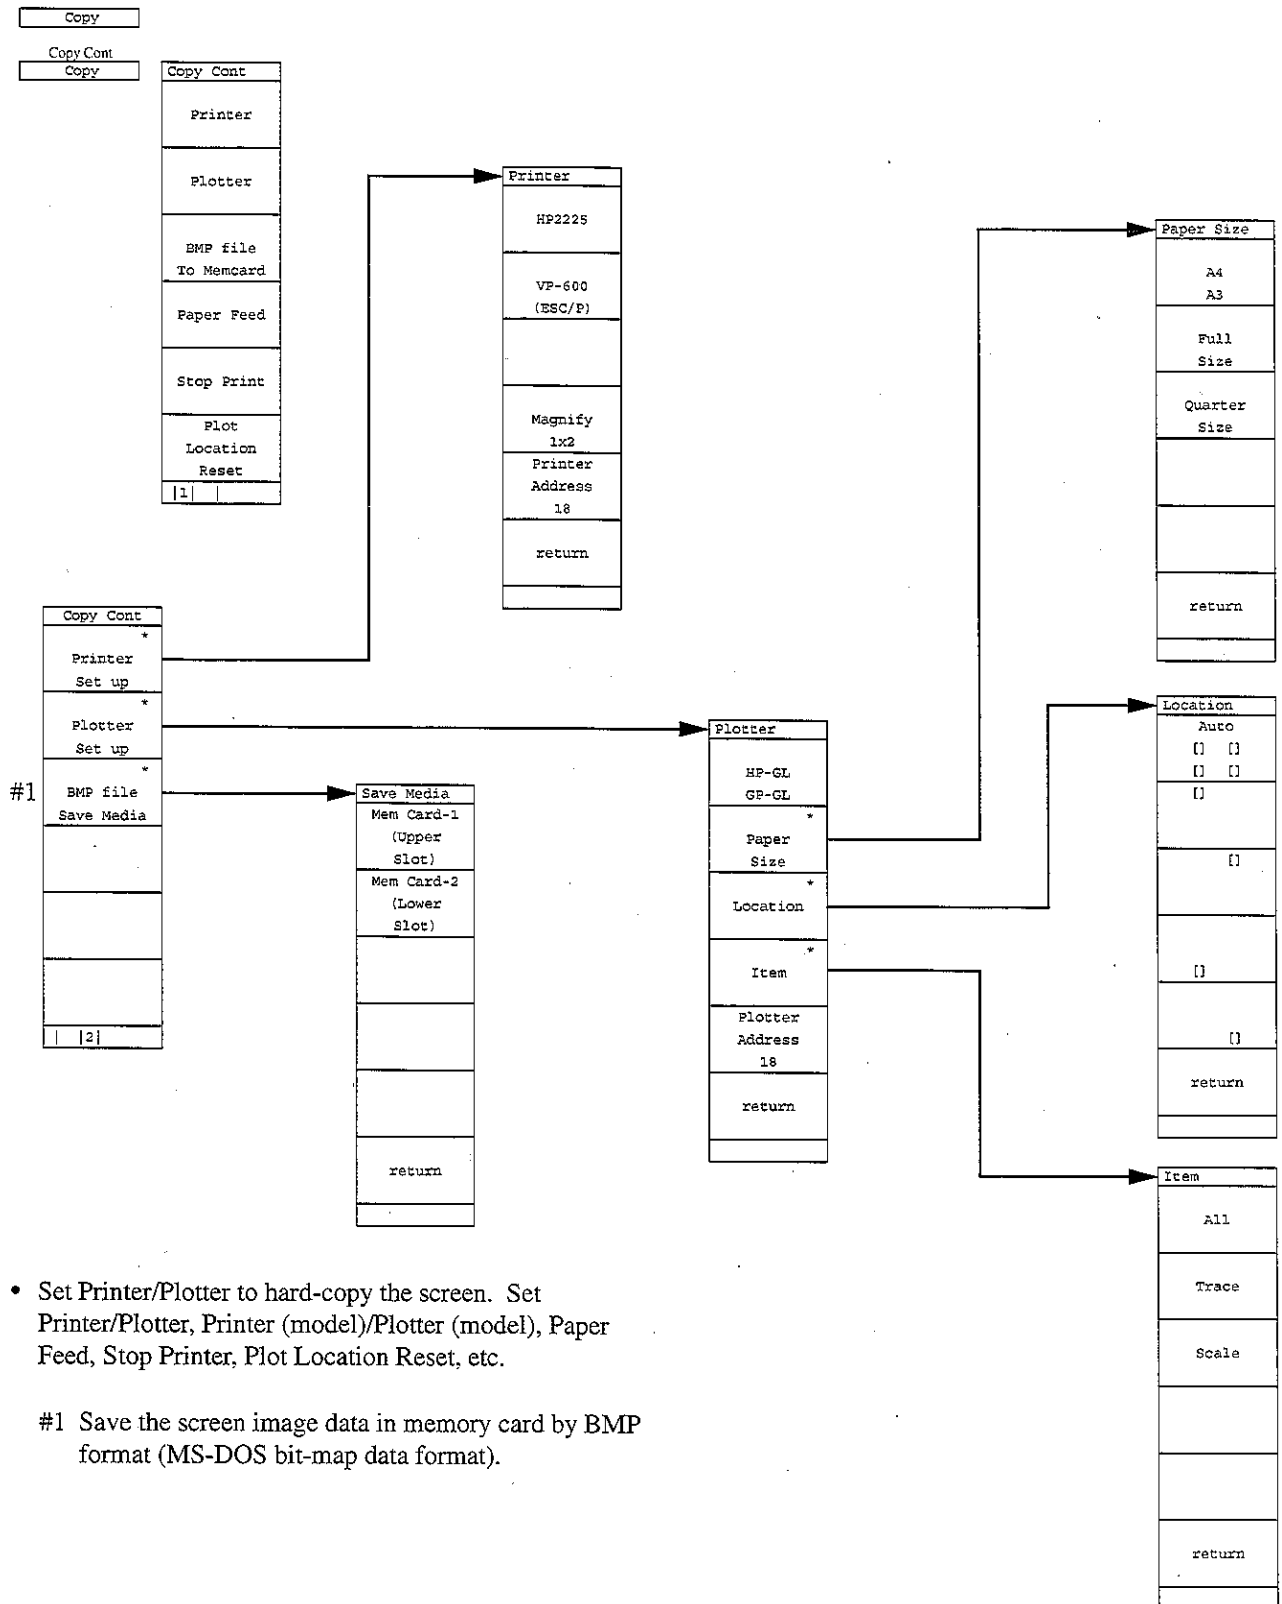 Copy
Copy Cont
Copy
Copy Cont
Printer
Plotter
BMP file
To Memcard
Paper Feed
Stop Print
Plot
Location
Reset
|1| |
Printer
HP2225
VP-600
(ESC/P)
Magnify
1x2
Printer
Address
18
return
Paper Size
A4
A3
Full
Size
Quarter
Size
return
Copy Cont
*
Printer
Set up
*
Plotter
Set up
*
#1 BMP file
Save Media
| |2|
Save Media
Mem Card-1
(Upper
Slot)
Mem Card-2
(Lower
Slot)
return
Plotter
HP-GL
GP-GL
*
Paper
Size
*
Location
*
Item
Plotter
Address
18
return
Location
Auto
[] []
[] []
[]
[]
[]
[]
return
Item
All
Trace
Scale
return
• Set Printer/Plotter to hard-copy the screen. Set
Printer/Plotter, Printer (model)/Plotter (model), Paper
Feed, Stop Printer, Plot Location Reset, etc.
#1 Save the screen image data in memory card by BMP
format (MS-DOS bit-map data format).